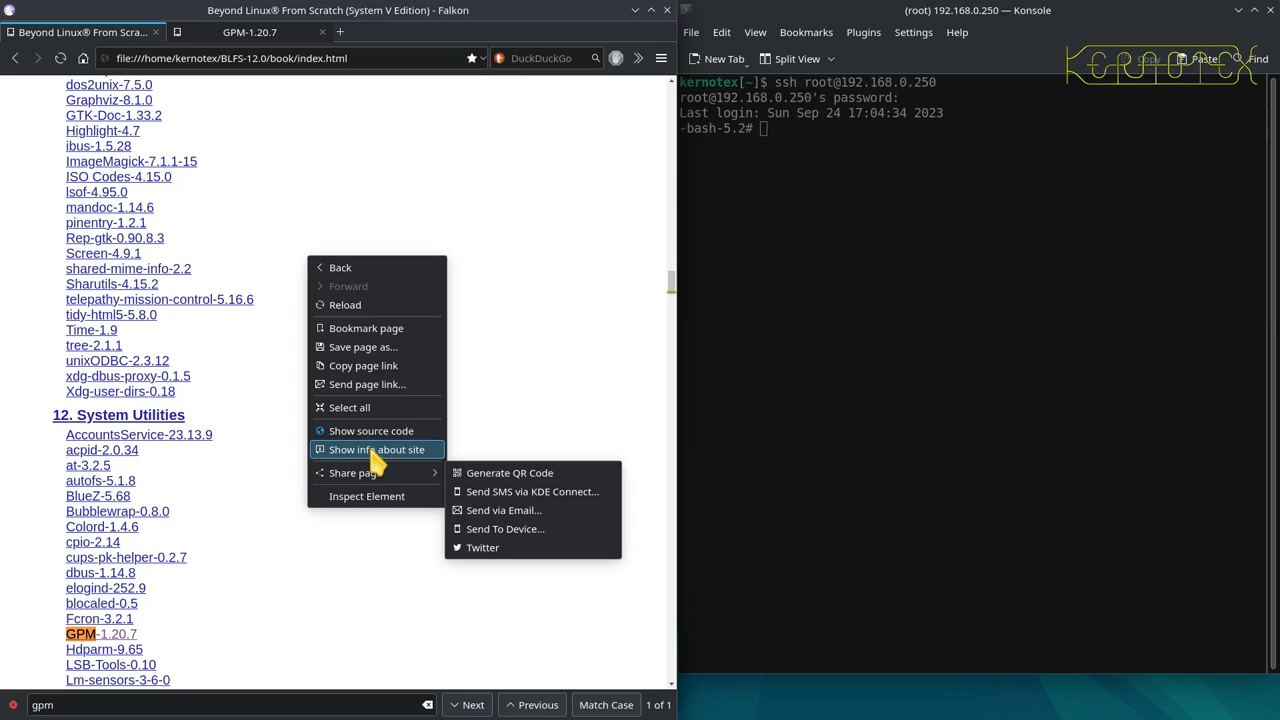 Beyond Linux® From Scratch (System V Edition) - Falkon
Beyond Linux® From Scra...
GPM-1.20.7
file:///home/kernotex/BLFS-12.0/book/index.html
DuckDuckGo
dos2unix-7.5.0
Graphviz-8.1.0
GTK-Doc-1.33.2
Highlight-4.7
ibus-1.5.28
ImageMagick-7.1.1-15
ISO Codes-4.15.0
lsof-4.95.0
mandoc-1.14.6
pinentry-1.2.1
Rep-gtk-0.90.8.3
Screen-4.9.1
shared-mime-info-2.2
Sharutils-4.15.2
telepathy-mission-control-5.16.6
tidy-html5-5.8.0
Time-1.9
tree-2.1.1
unixODBC-2.3.12
xdg-dbus-proxy-0.1.5
Xdg-user-dirs-0.18
12. System Utilities
AccountsService-23.13.9
acpid-2.0.34
at-3.2.5
autofs-5.1.8
BlueZ-5.68
Bubblewrap-0.8.0
Colord-1.4.6
cpio-2.14
cups-pk-helper-0.2.7
dbus-1.14.8
elogind-252.9
blocaled-0.5
Fcron-3.2.1
GPM-1.20.7
Hdparm-9.65
LSB-Tools-0.10
Lm-sensors-3-6-0
Back
Forward
Reload
Bookmark page
Save page as...
Copy page link
Send page link...
Select all
Show source code
Show info about site
Share page
Inspect Element
Generate QR Code
Send SMS via KDE Connect...
Send via Email...
Send To Device...
Twitter
gpm
Next
Previous
Match Case
1 of 1
(root) 192.168.0.250 — Konsole
File Edit View Bookmarks Plugins Settings Help
New Tab
Split View
Copy
Paste
Find
KERNOTEX
kernotex[~]$ ssh root@192.168.0.250
root@192.168.0.250's password:
Last login: Sun Sep 24 17:04:34 2023
-bash-5.2#